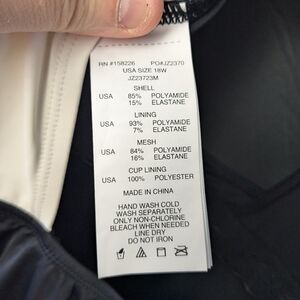 RN #158226 PO#JZ2370
USA SIZE 18W
JZ23723M
SHELL
USA 85% POLYAMIDE
15% ELASTANE
LINING
USA 93% POLYAMIDE
7% ELASTANE
MESH
USA 84% POLYAMIDE
16% ELASTANE
CUP LINING
USA 100% POLYESTER
MADE IN CHINA
HAND WASH COLD
WASH SEPARATELY
ONLY NON-CHLORINE
BLEACH WHEN NEEDED
LINE DRY
DO NOT IRON